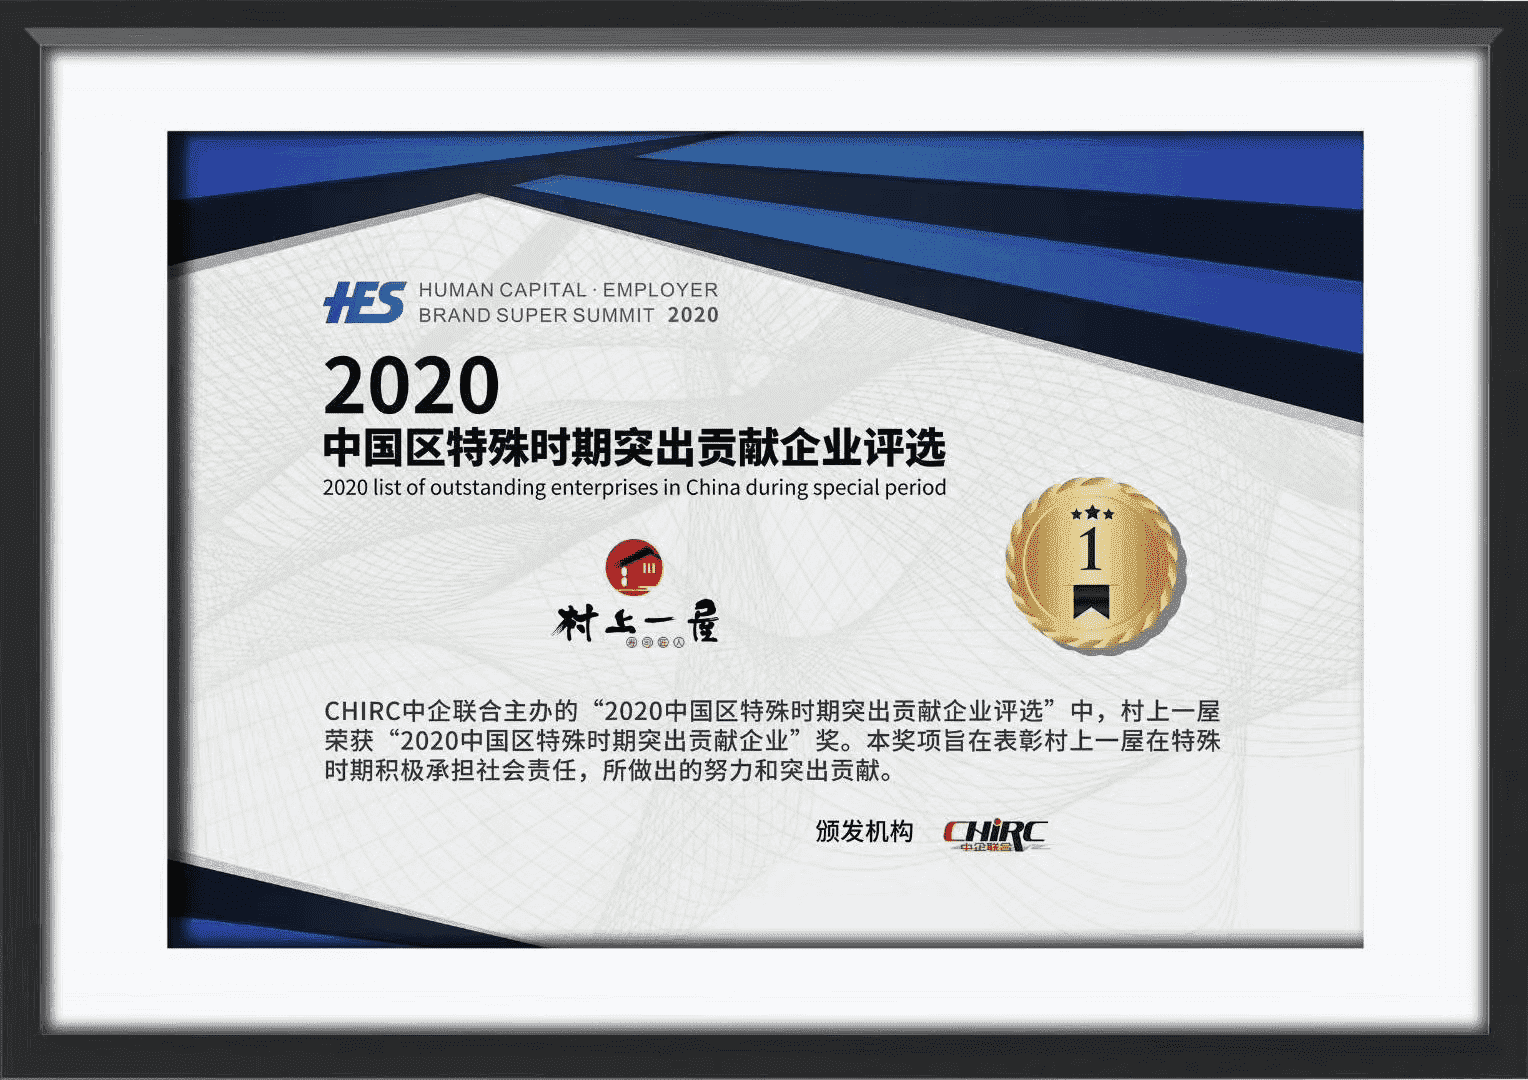 HES HUMAN CAPITAL · EMPLOYER
BRAND SUPER SUMMIT 2020
2020
中国区特殊时期突出贡献企业评选
2020 list of outstanding enterprises in China during special period
1
村上一屋
寿司匠人
CHIRC中企联合主办的“2020中国区特殊时期突出贡献企业评选”中，村上一屋
荣获“2020中国区特殊时期突出贡献企业”奖。本奖项旨在表彰村上一屋在特殊
时期积极承担社会责任，所做出的努力和突出贡献。
颁发机构 CHiRC
中企联合